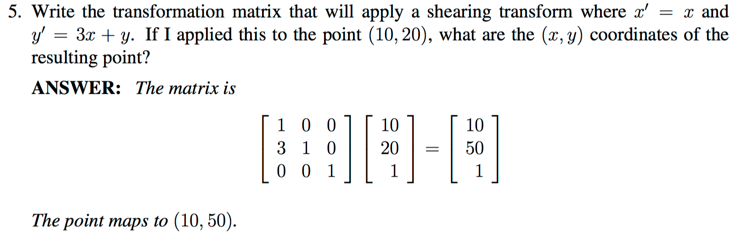 5. Write the transformation matrix that will apply a shearing transform where x′ = x and
y′ = 3x + y. If I applied this to the point (10, 20), what are the (x, y) coordinates of the
resulting point?
ANSWER: The matrix is
[ 1 0 0 ] [ 10 ] [ 10 ]
[ 3 1 0 ] [ 20 ] = [ 50 ]
[ 0 0 1 ] [ 1 ] [ 1 ]
The point maps to (10, 50).